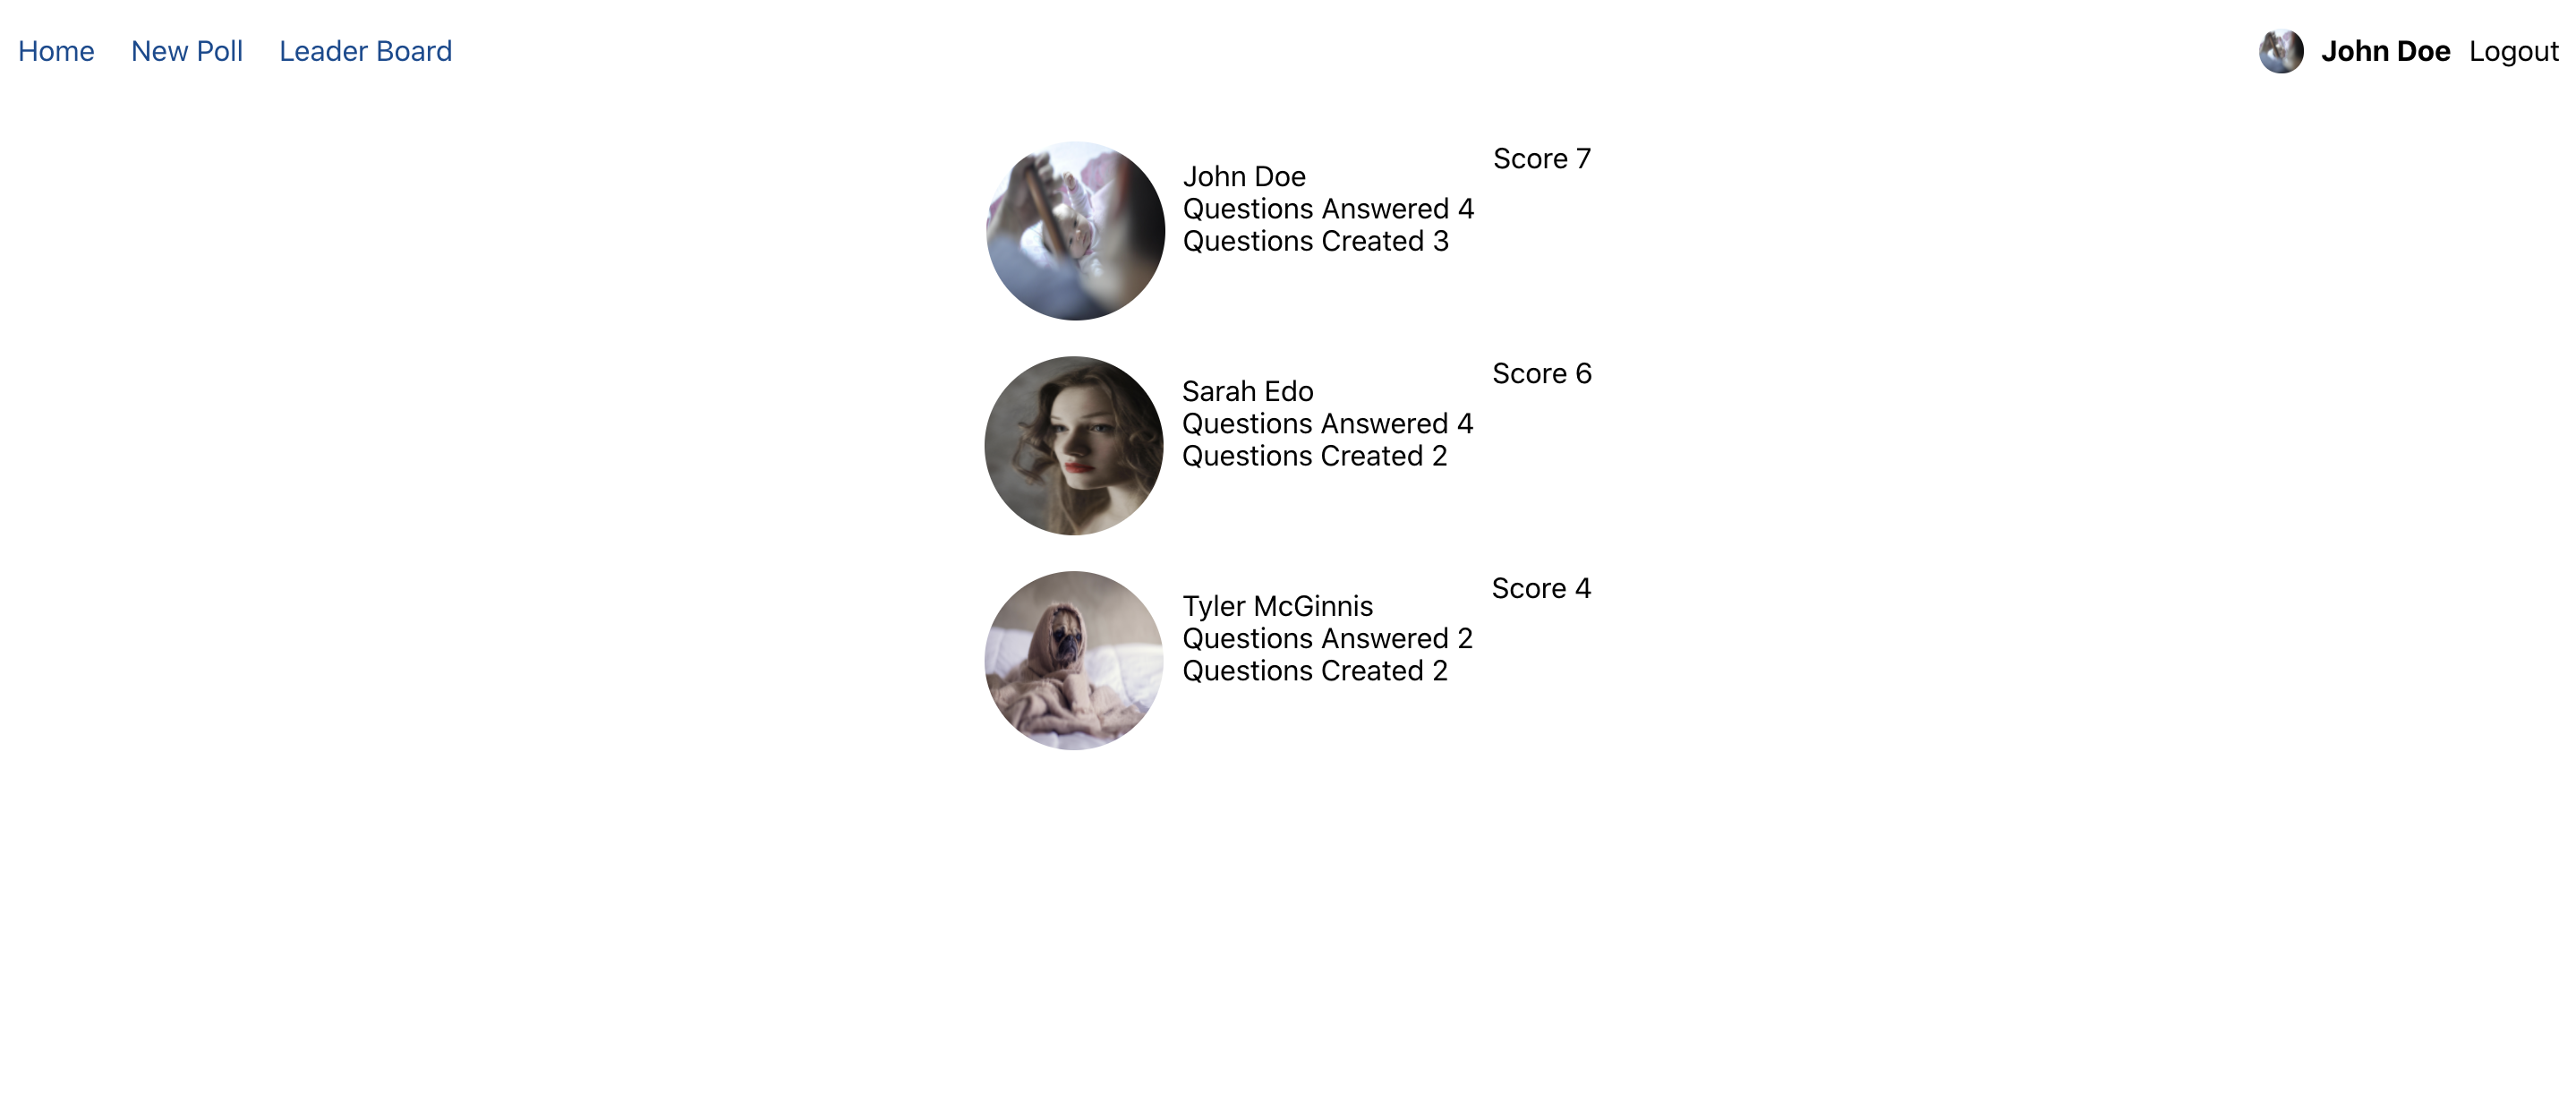 Home New Poll Leader Board John Doe Logout
John Doe
Questions Answered 4
Questions Created 3
Score 7
Sarah Edo
Questions Answered 4
Questions Created 2
Score 6
Tyler McGinnis
Questions Answered 2
Questions Created 2
Score 4